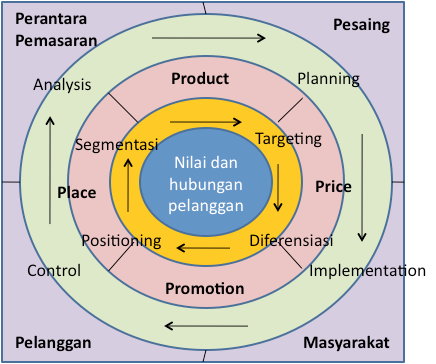 Perantara
Pemasaran
Pesaing
Analysis
Product
Planning
Segmentasi
Targeting
Nilai dan
hubungan
pelanggan
Place
Price
Positioning
Diferensiasi
Control
Implementation
Promotion
Pelanggan
Masyarakat